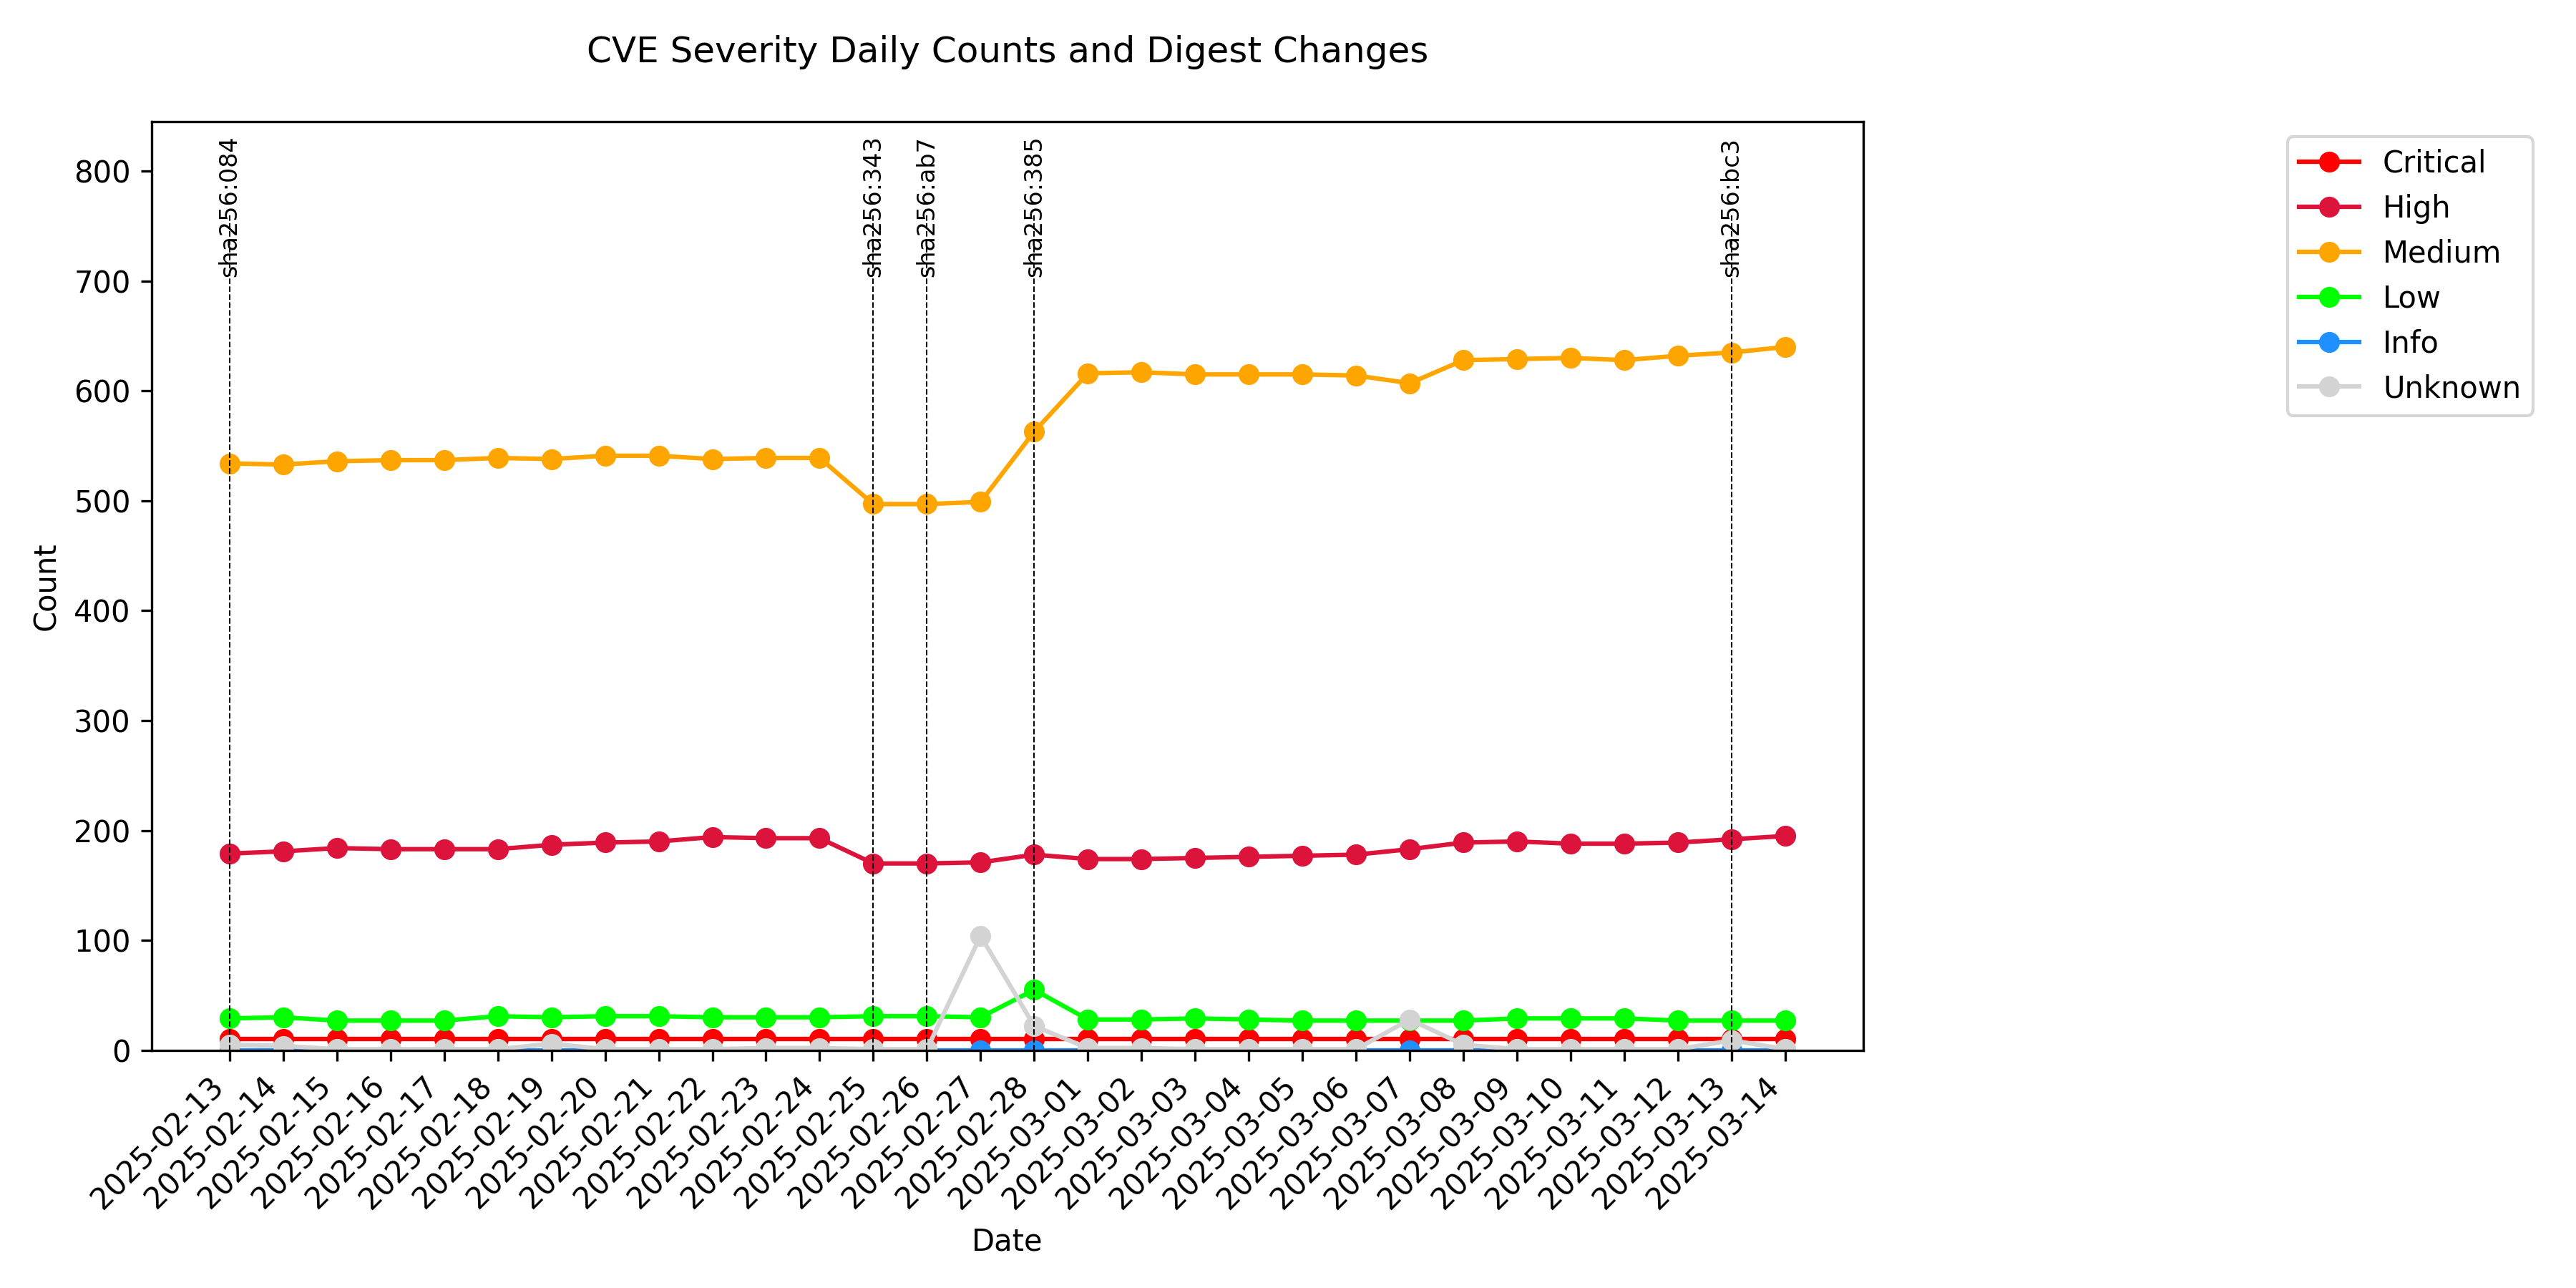 CVE Severity Daily Counts and Digest Changes
sha256:084
sha256:343
sha256:ab7
sha256:385
sha256:bc3
800
700
600
500
400
300
200
100
0
Count
2025-02-13
2025-02-14
2025-02-15
2025-02-16
2025-02-17
2025-02-18
2025-02-19
2025-02-20
2025-02-21
2025-02-22
2025-02-23
2025-02-24
2025-02-25
2025-02-26
2025-02-27
2025-02-28
2025-03-01
2025-03-02
2025-03-03
2025-03-04
2025-03-05
2025-03-06
2025-03-07
2025-03-08
2025-03-09
2025-03-10
2025-03-11
2025-03-12
2025-03-13
2025-03-14
Date
Critical
High
Medium
Low
Info
Unknown